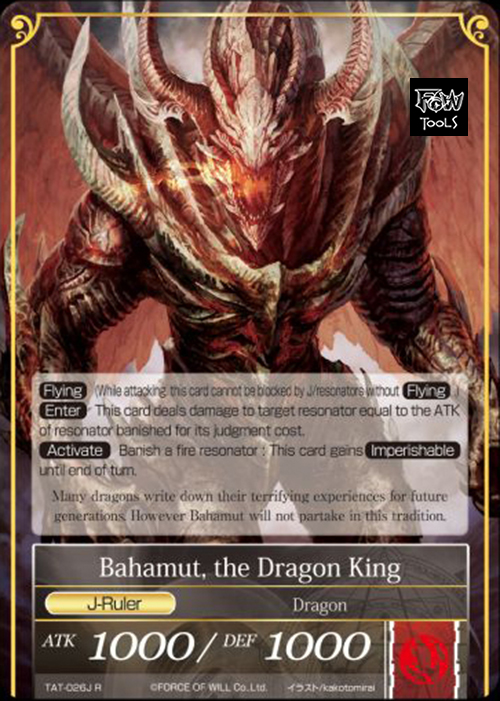 FOW
TOOLS
Flying (While attacking, this card cannot be blocked by J/resonators without Flying.)
Enter This card deals damage to target resonator equal to the ATK
of resonator banished for its judgment cost.
Activate Banish a fire resonator : This card gains Imperishable
until end of turn.
Many dragons write down their terrifying experiences for future
generations. However Bahamut will not partake in this tradition.
Bahamut, the Dragon King
J-Ruler Dragon
ATK 1000 / DEF 1000
TAT-026J R ©FORCE OF WILL Co.,Ltd. イラスト/kakotomirai